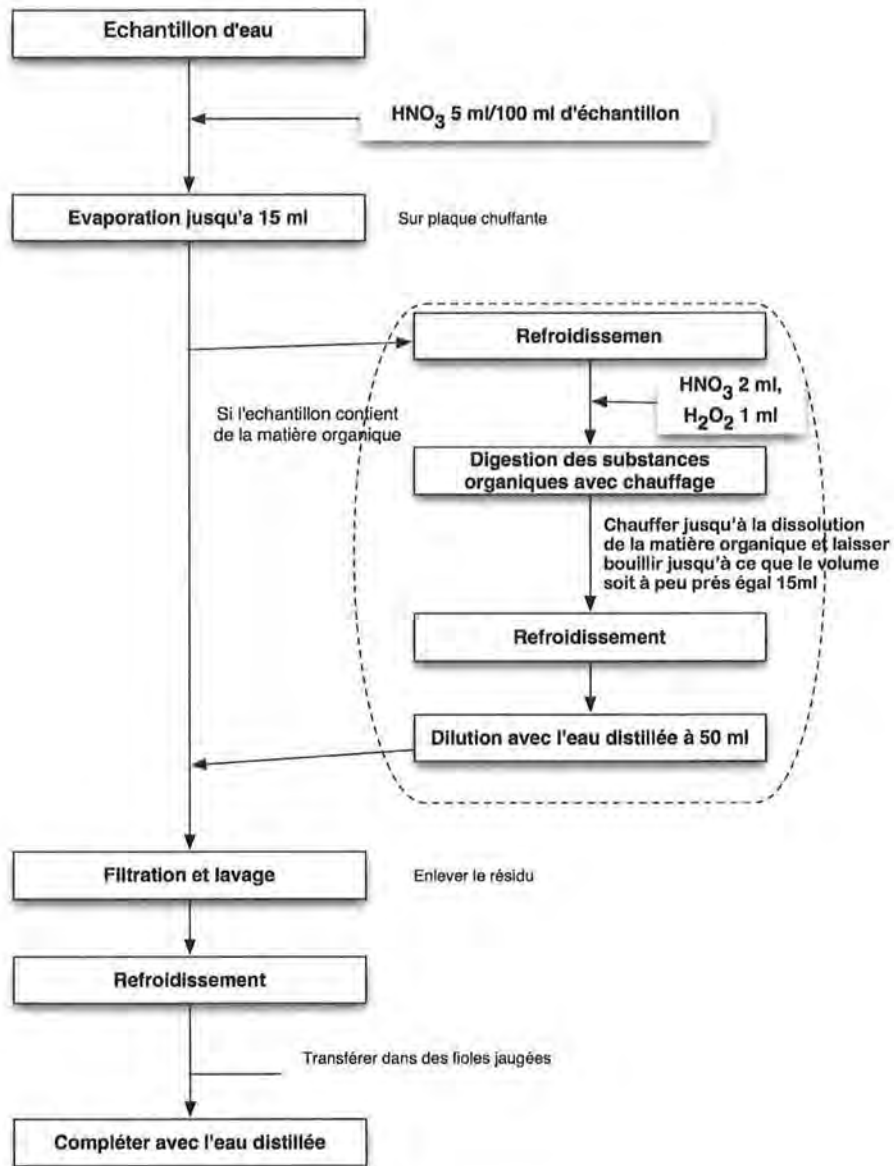 Echantillon d'eau
HNO3 5 ml/100 ml d'échantillon
Evaporation jusqu'a 15 ml
Sur plaque chuffante
Refroidissemen
HNO3 2 ml,
H2O2 1 ml
Si l'echantillon contient
de la matière organique
Digestion des substances
organiques avec chauffage
Chauffer jusqu'à la dissolution
de la matière organique et laisser
bouillir jusqu'à ce que le volume
soit à peu prés égal 15ml
Refroidissement
Dilution avec l'eau distillée à 50 ml
Filtration et lavage
Enlever le résidu
Refroidissement
Transférer dans des fioles jaugées
Compléter avec l'eau distillée